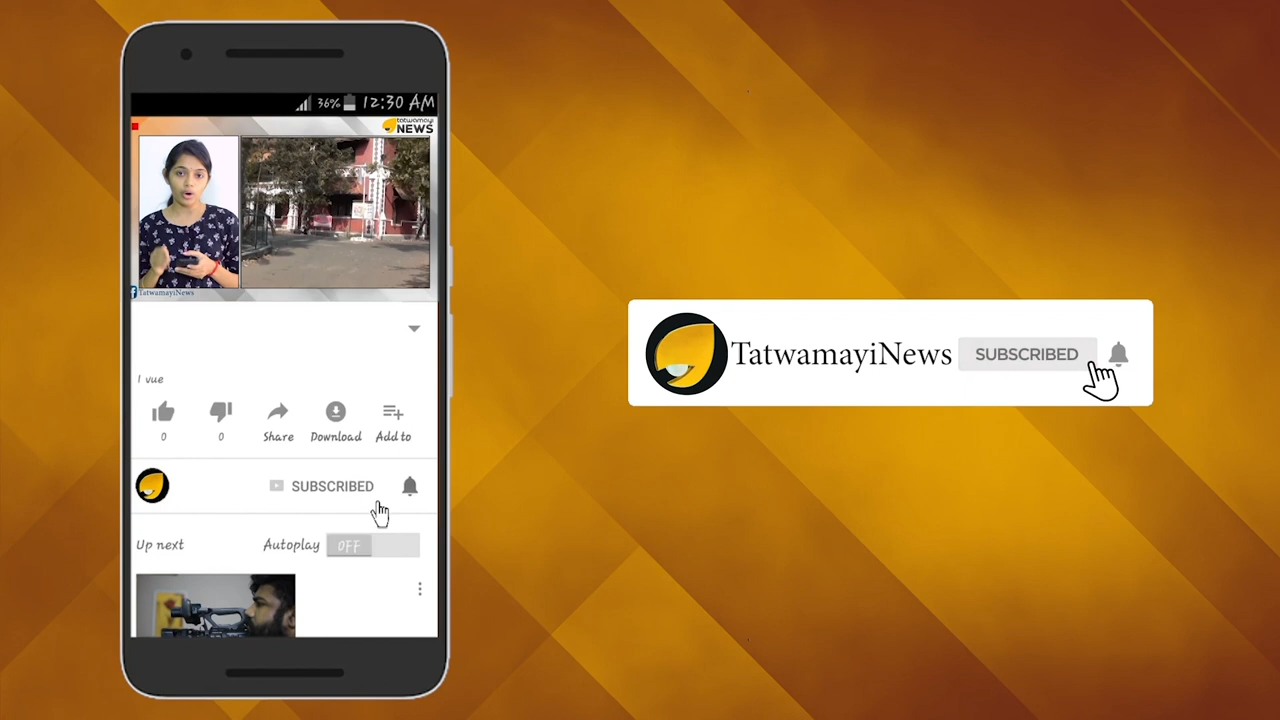 36% 12:30 AM
tatwamayi
NEWS
TatwamayiNews
1 vue
0 0 Share Download Add to
SUBSCRIBED
Up next Autoplay OFF
TatwamayiNews SUBSCRIBED